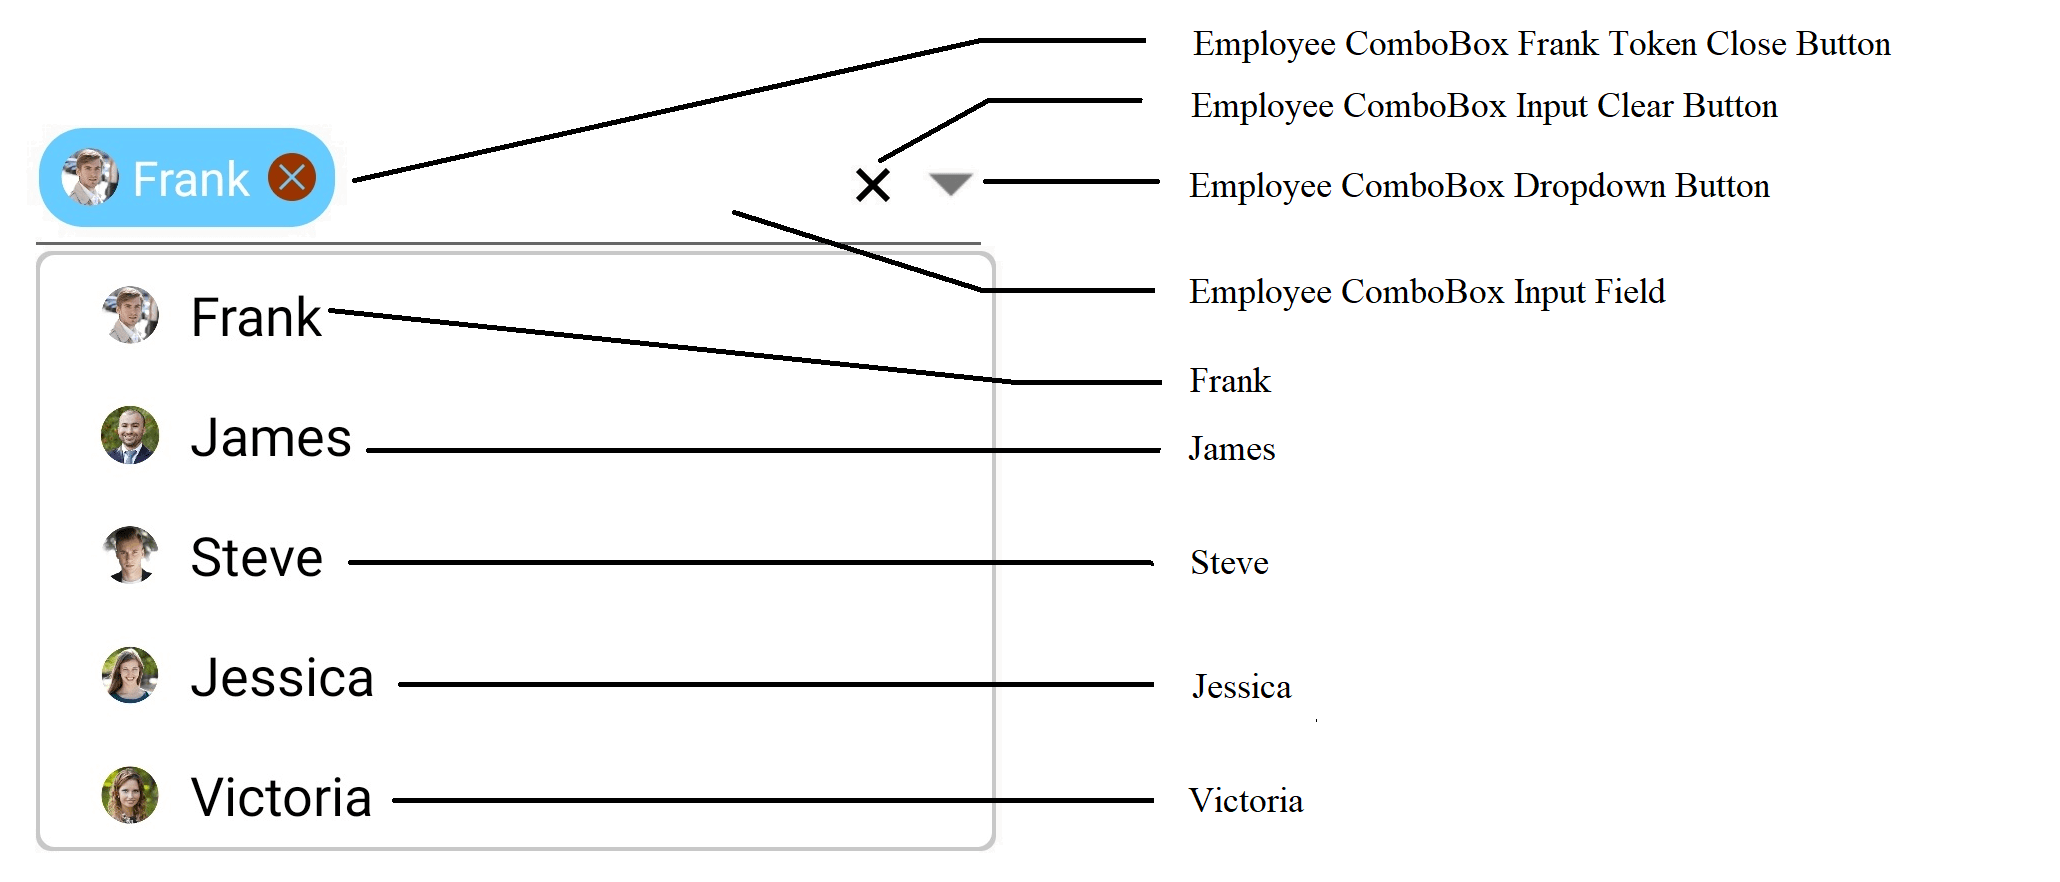 Employee ComboBox Frank Token Close Button
Employee ComboBox Input Clear Button
Frank
Employee ComboBox Dropdown Button
Employee ComboBox Input Field
Frank
Frank
James
James
Steve
Steve
Jessica
Jessica
Victoria
Victoria